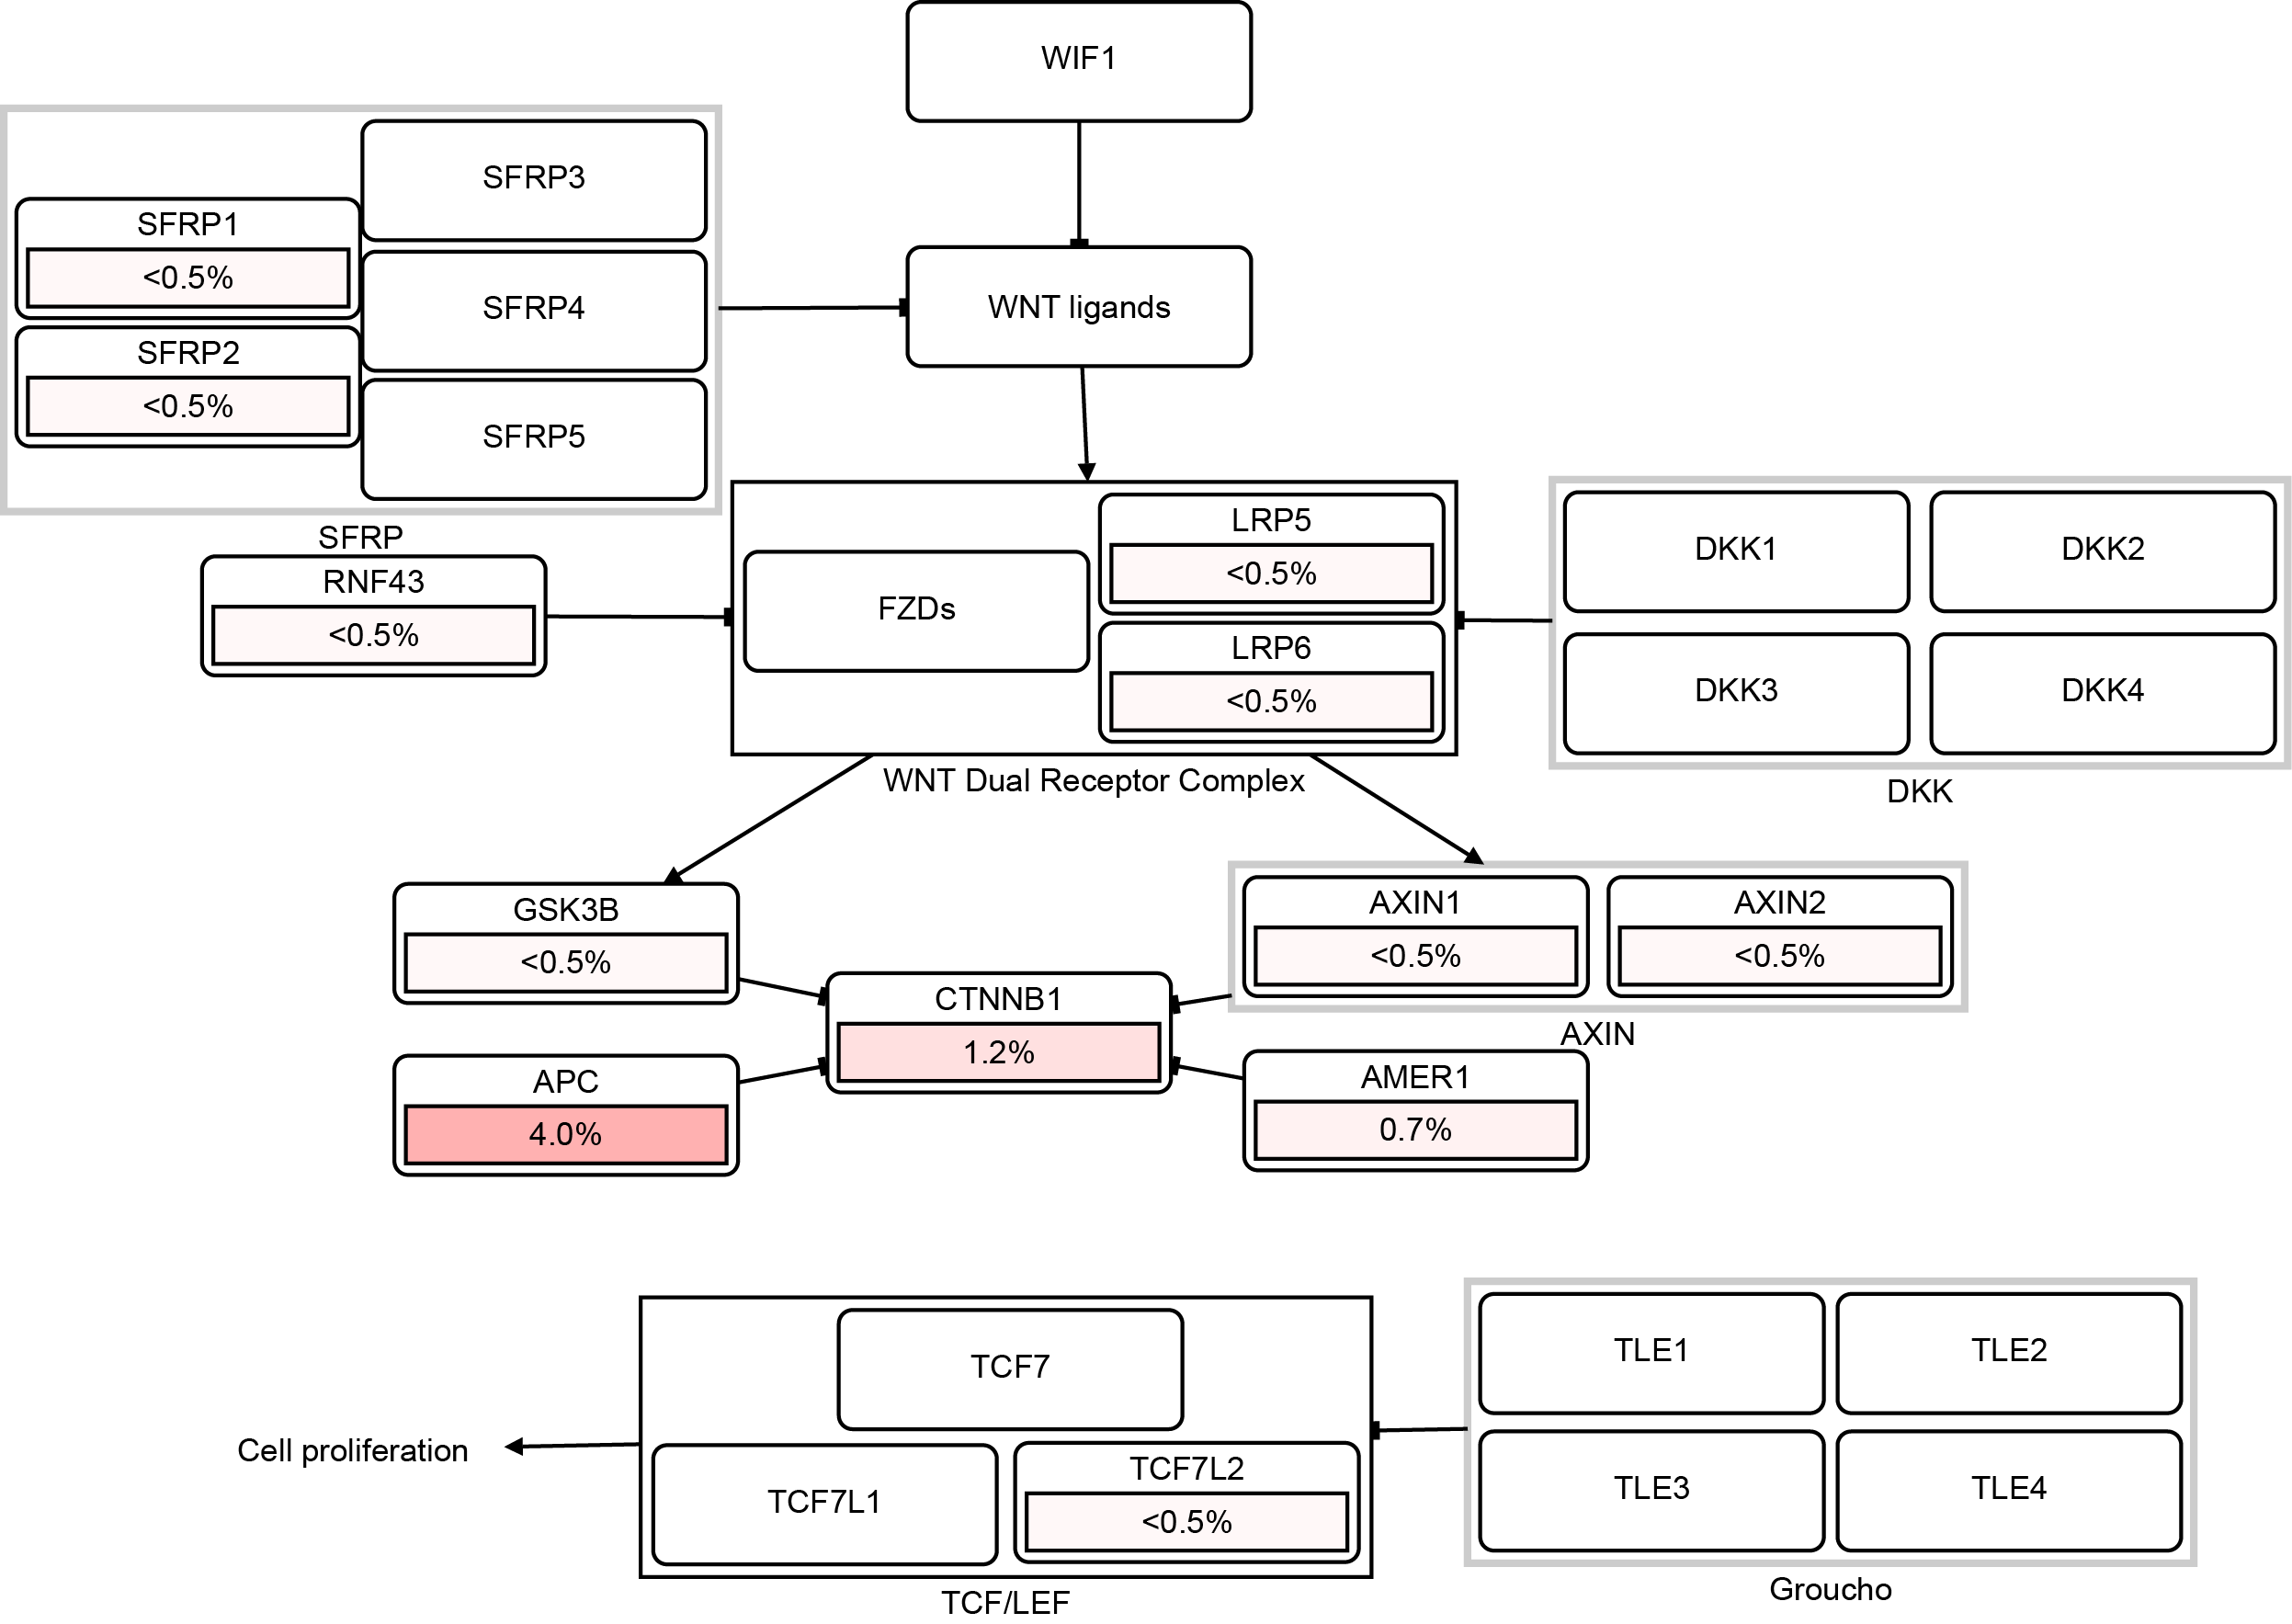 WIF1
SFRP3
SFRP1
<0.5%
SFRP4
SFRP2
<0.5%
SFRP5
SFRP
WNT ligands
RNF43
<0.5%
FZDs
LRP5
<0.5%
LRP6
<0.5%
WNT Dual Receptor Complex
DKK1
DKK2
DKK3
DKK4
DKK
GSK3B
<0.5%
AXIN1
<0.5%
AXIN2
<0.5%
AXIN
CTNNB1
1.2%
APC
4.0%
AMER1
0.7%
TCF7
TCF7L1
TCF7L2
<0.5%
TCF/LEF
Cell proliferation
TLE1
TLE2
TLE3
TLE4
Groucho